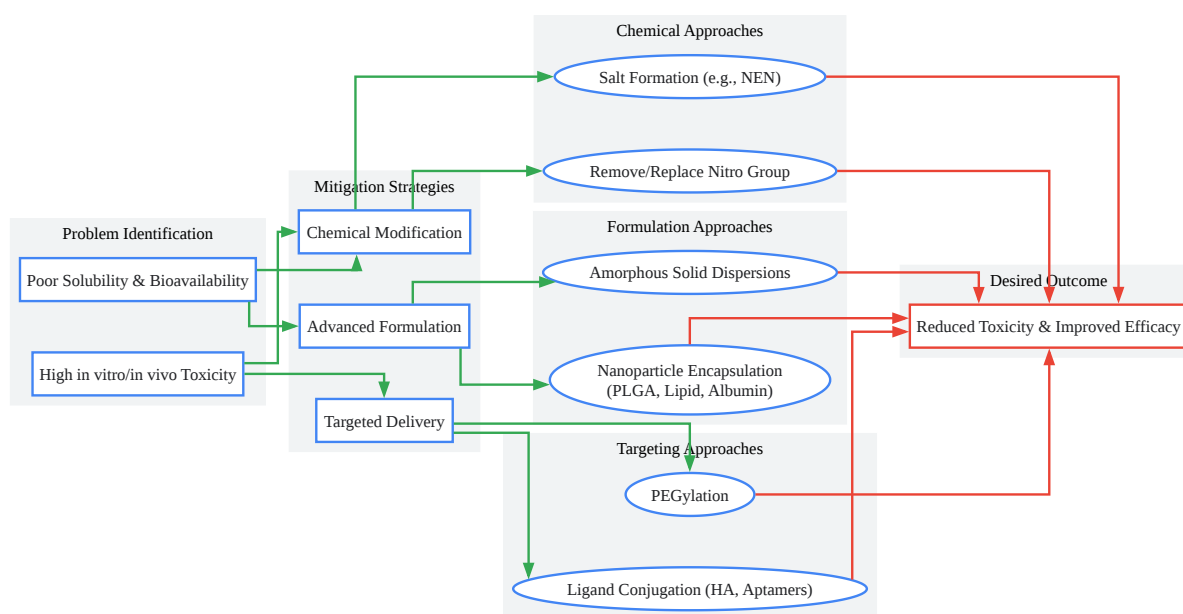 Chemical Approaches
Salt Formation (e.g., NEN)
Remove/Replace Nitro Group
Mitigation Strategies
Problem Identification
Chemical Modification
Formulation Approaches
Poor Solubility & Bioavailability
Amorphous Solid Dispersions
Desired Outcome
Advanced Formulation
Reduced Toxicity & Improved Efficacy
High in vitro/in vivo Toxicity
Nanoparticle Encapsulation
(PLGA, Lipid, Albumin)
Targeted Delivery
Targeting Approaches
PEGylation
Ligand Conjugation (HA, Aptamers)